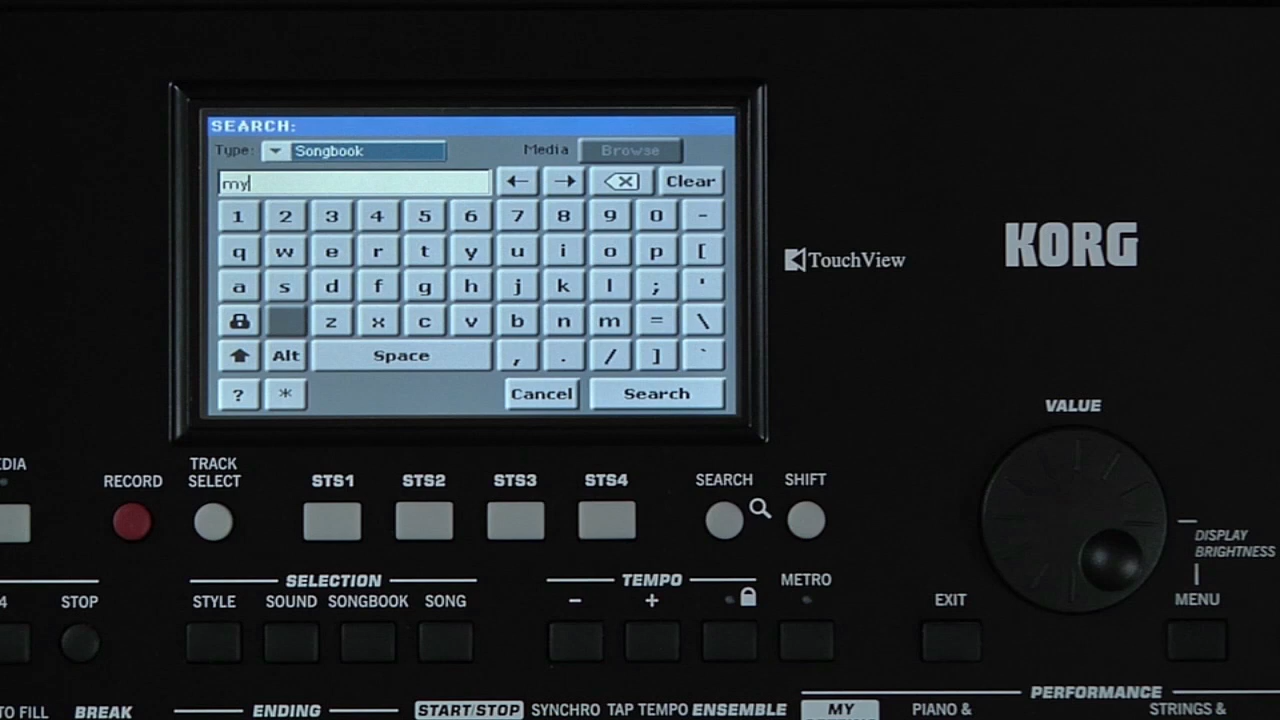 SEARCH:
Type: Songbook Media Browse
my Clear
1 2 3 4 5 6 7 8 9 0 -
q w e r t y u i o p [
a s d f g h j k l ; '
z x c v b n m = \
Alt Space , . / ] `
? * Cancel Search
TouchView
KORG
VALUE
EDIA
RECORD
TRACK
SELECT
STS1 STS2 STS3 STS4
SEARCH
SHIFT
DISPLAY
BRIGHTNESS
SELECTION
TEMPO
4 STOP
STYLE SOUND SONGBOOK SONG
- +
METRO
EXIT
MENU
PERFORMANCE
TO FILL BREAK ENDING START/STOP SYNCHRO TAP TEMPO ENSEMBLE
MY
PIANO &
STRINGS &